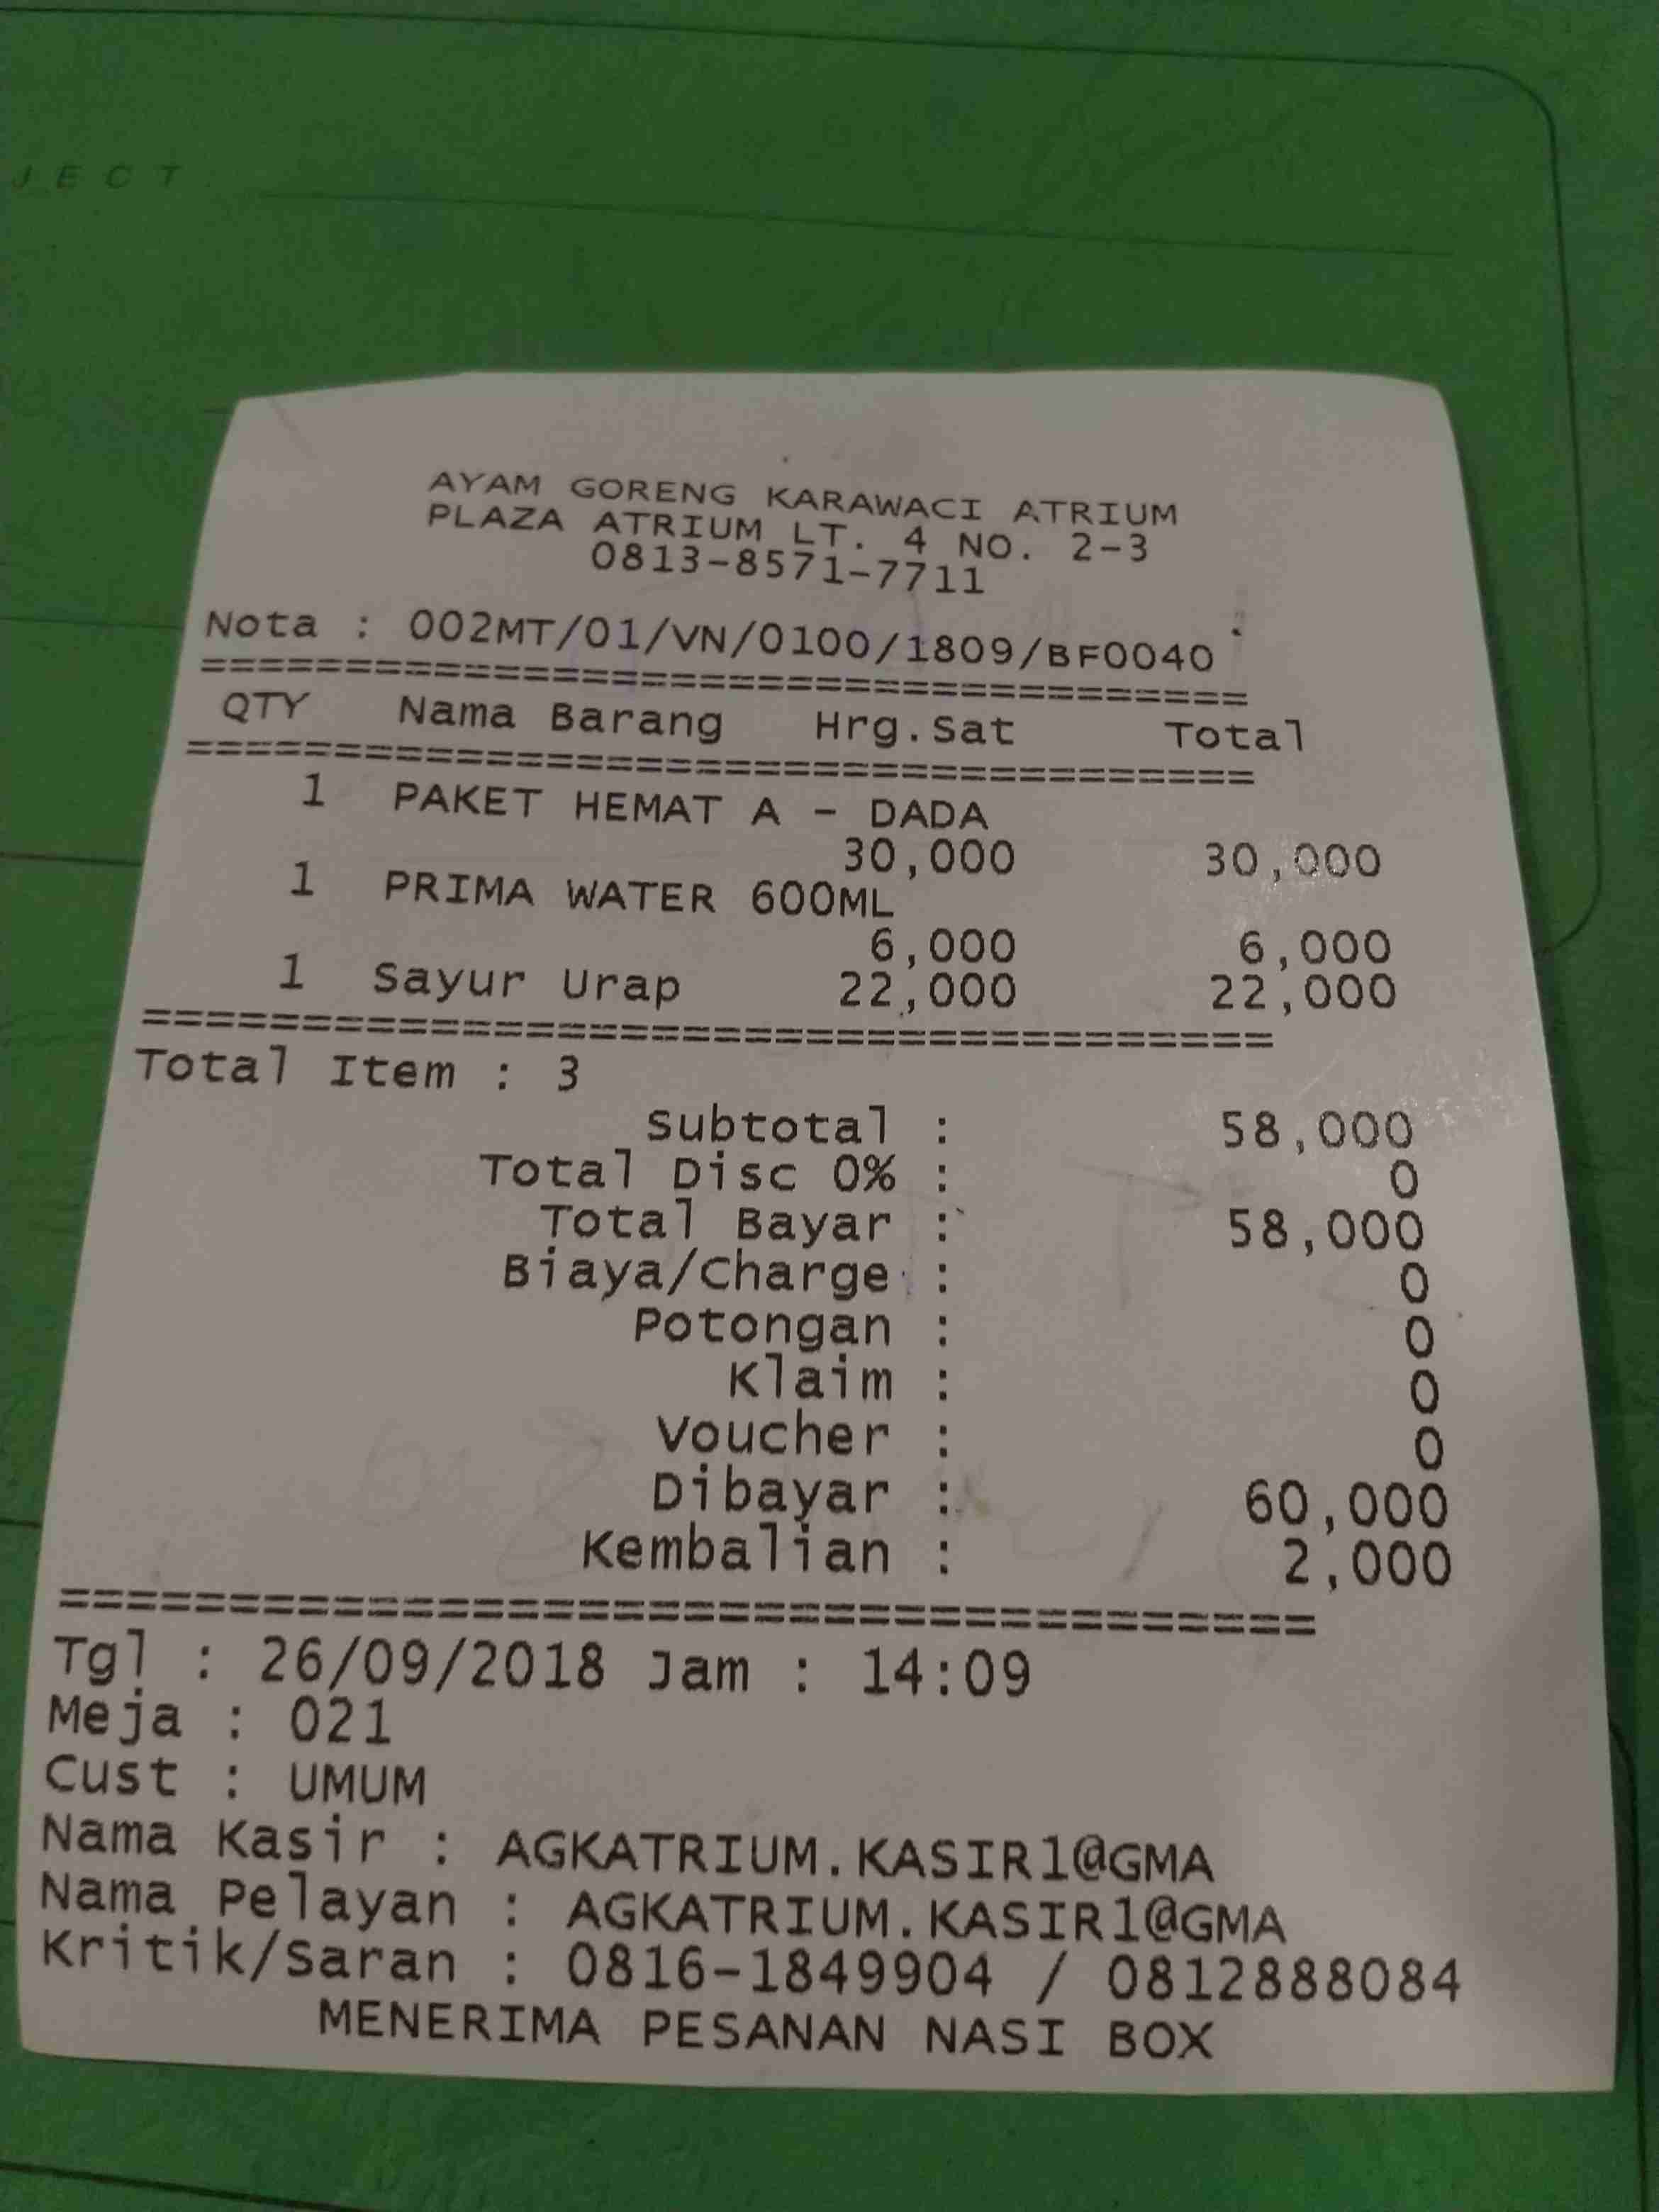 JECT
AYAM GORENG KARAWACI ATRIUM
PLAZA ATRIUM LT. 4 NO. 2-3
0813-8571-7711
Nota : 002MT/01/VN/0100/1809/BF0040
===================================
QTY Nama Barang Hrg.Sat Total
===================================
1 PAKET HEMAT A - DADA
30,000 30,000
1 PRIMA WATER 600ML
6,000 6,000
1 Sayur Urap 22,000 22,000
===================================
Total Item : 3
Subtotal : 58,000
Total Disc 0% : 0
Total Bayar : 58,000
Biaya/Charge : 0
Potongan : 0
Klaim : 0
Voucher : 0
Dibayar : 60,000
Kembalian : 2,000
===================================
Tgl : 26/09/2018 Jam : 14:09
Meja : 021
Cust : UMUM
Nama Kasir : AGKATRIUM.KASIR1@GMA
Nama Pelayan : AGKATRIUM.KASIR1@GMA
Kritik/Saran : 0816-1849904 / 0812888084
MENERIMA PESANAN NASI BOX